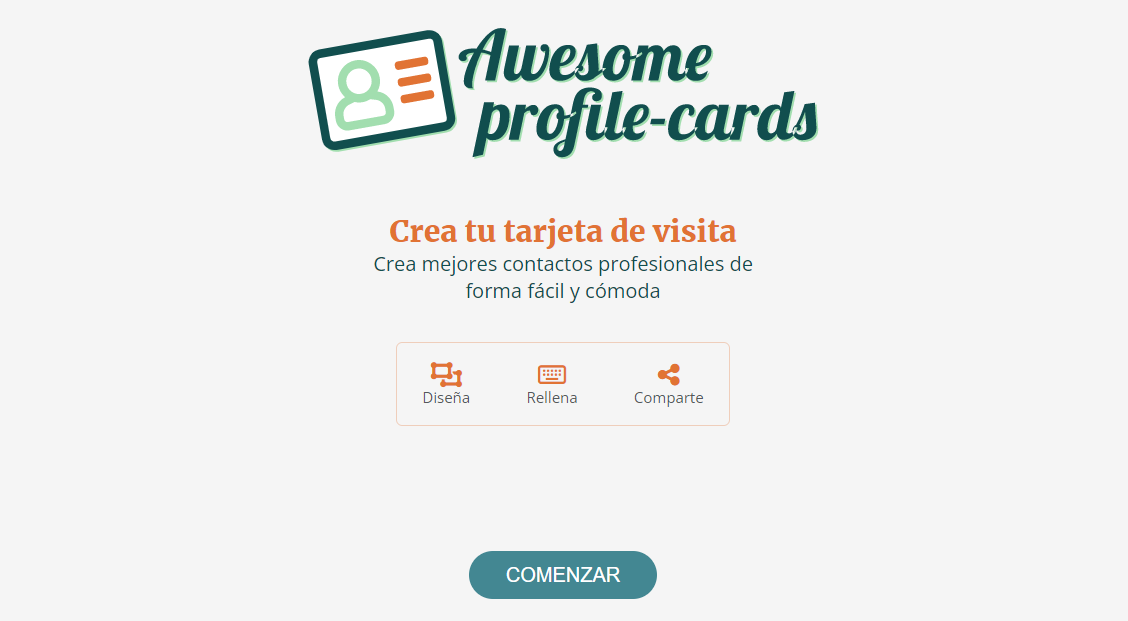 Awesome
profile-cards
Crea tu tarjeta de visita
Crea mejores contactos profesionales de
forma fácil y cómoda
Diseña Rellena Comparte
COMENZAR